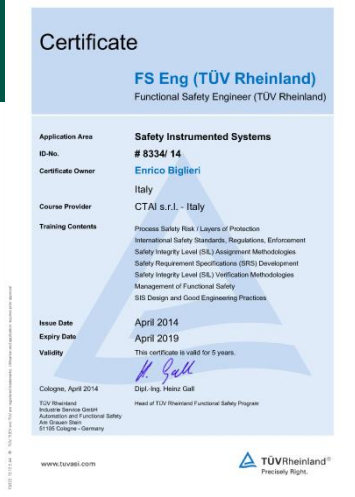 Certificate
FS Eng (TÜV Rheinland)
Functional Safety Engineer (TÜV Rheinland)
Application Area Safety Instrumented Systems
ID-No. # 8334/ 14
Certificate Owner Enrico Biglieri
Italy
Course Provider CTAI s.r.l. - Italy
Training Contents Process Safety Risk / Layers of Protection
International Safety Standards, Regulations, Enforcement
Safety Integrity Level (SIL) Assignment Methodologies
Safety Requirement Specifications (SRS) Development
Safety Integrity Level (SIL) Verification Methodologies
Management of Functional Safety
SIS Design and Good Engineering Practices
Issue Date April 2014
Expiry Date April 2019
Validity This certificate is valid for 5 years.
H. Gall
Cologne, April 2014 Dipl.-Ing. Heinz Gall
TÜV Rheinland Head of TÜV Rheinland Functional Safety Program
Industrie Service GmbH
Automation and Functional Safety
Am Grauen Stein
51105 Cologne - Germany
www.tuvasi.com
TÜVRheinland®
Precisely Right.